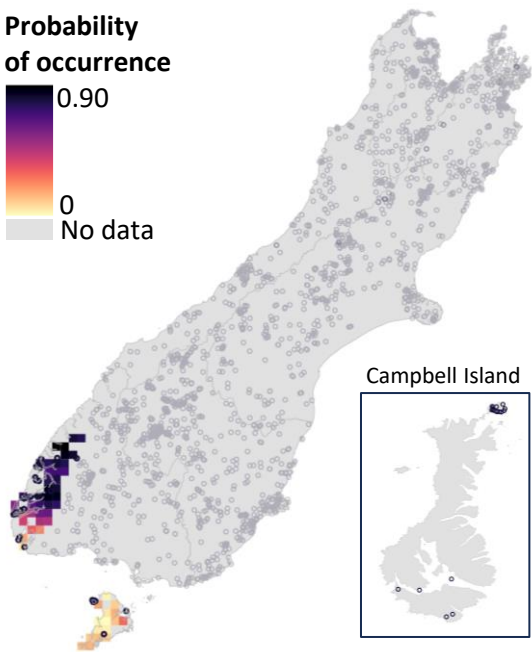 Probability
of occurrence
0.90
0
No data
Campbell Island